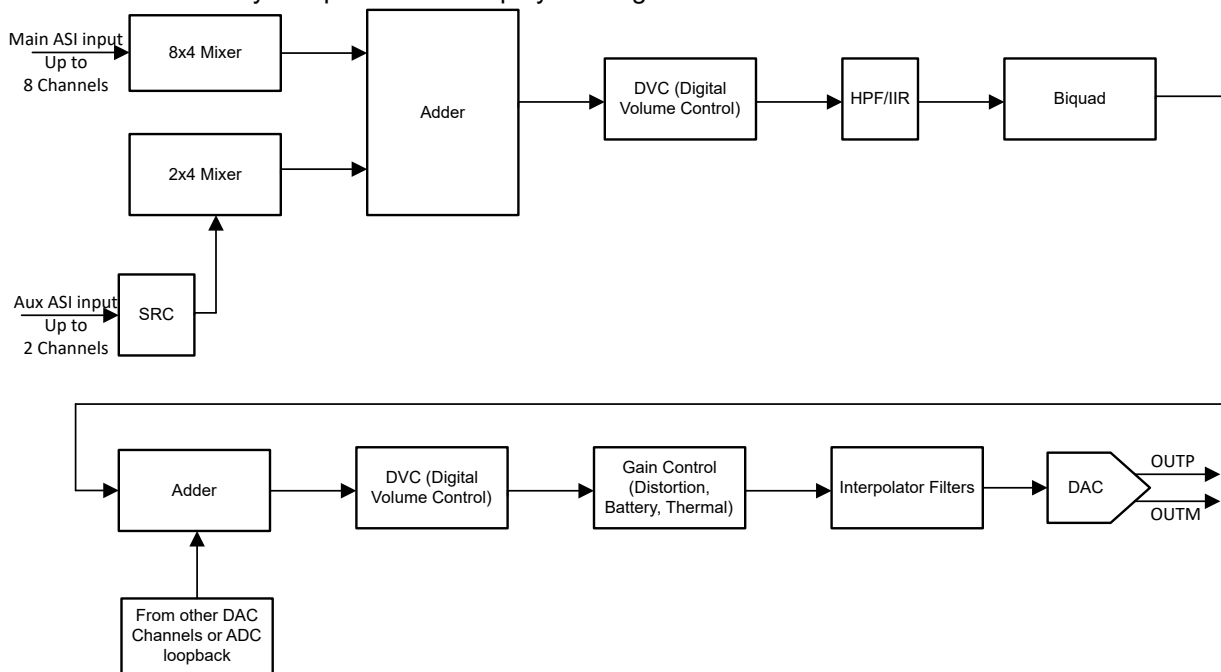 Main ASI input
Up to
8 Channels
8x4 Mixer
Adder
DVC (Digital
Volume Control)
HPF/IIR
Biquad
2x4 Mixer
Aux ASI input
Up to
2 Channels
SRC
Adder
DVC (Digital
Volume Control)
Gain Control
(Distortion,
Battery, Thermal)
Interpolator Filters
DAC
OUTP
OUTM
From other DAC
Channels or ADC
loopback